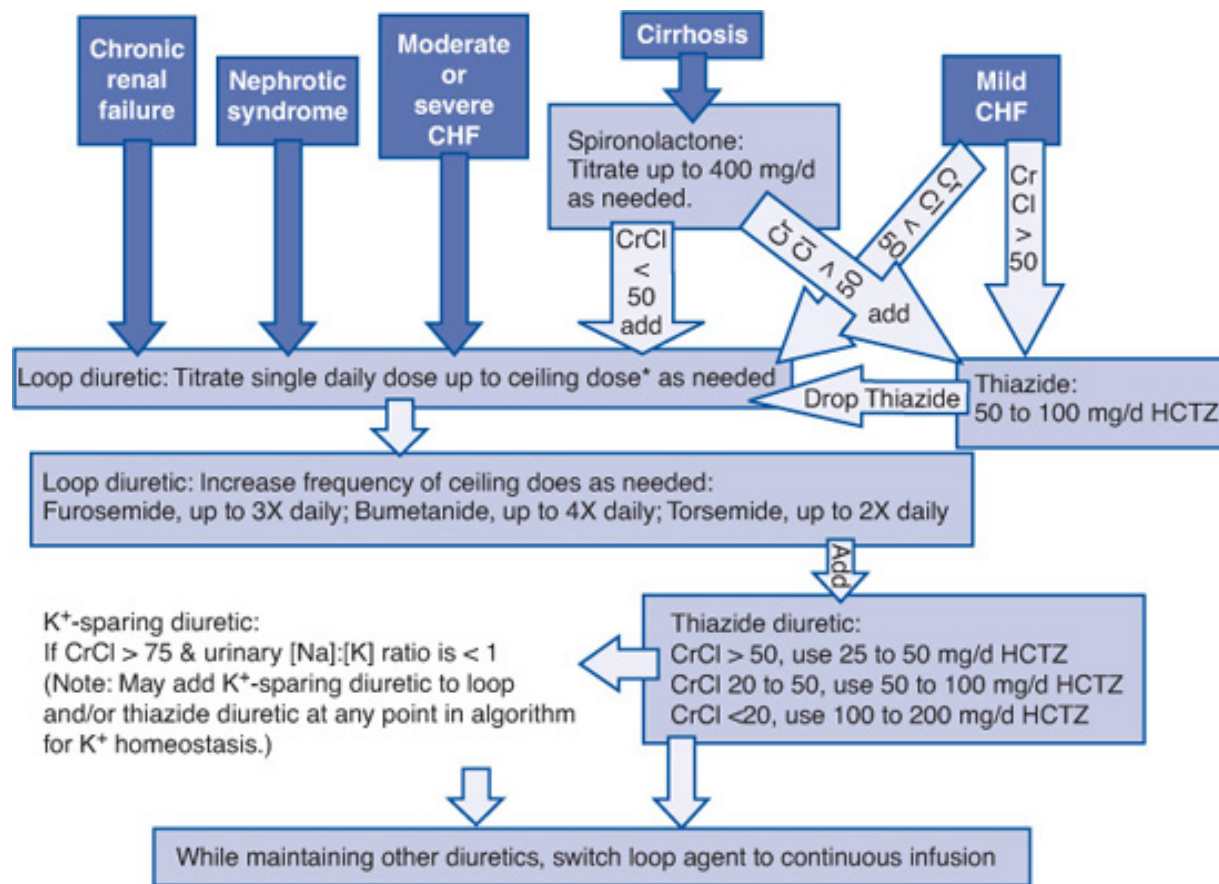 Chronic
renal
failure
Nephrotic
syndrome
Moderate
or
severe
CHF
Cirrhosis
Mild
CHF
Spironolactone:
Titrate up to 400 mg/d
as needed.
CrCl
<
50
add
Cr Cl > 50
add
Cr Cl < 50
Cr
Cl
>
50
Loop diuretic: Titrate single daily dose up to ceiling dose* as needed
Drop Thiazide
Thiazide:
50 to 100 mg/d HCTZ
Loop diuretic: Increase frequency of ceiling does as needed:
Furosemide, up to 3X daily; Bumetanide, up to 4X daily; Torsemide, up to 2X daily
Add
K⁺-sparing diuretic:
If CrCl > 75 & urinary [Na]:[K] ratio is < 1
(Note: May add K⁺-sparing diuretic to loop
and/or thiazide diuretic at any point in algorithm
for K⁺ homeostasis.)
Thiazide diuretic:
CrCl > 50, use 25 to 50 mg/d HCTZ
CrCl 20 to 50, use 50 to 100 mg/d HCTZ
CrCl <20, use 100 to 200 mg/d HCTZ
While maintaining other diuretics, switch loop agent to continuous infusion